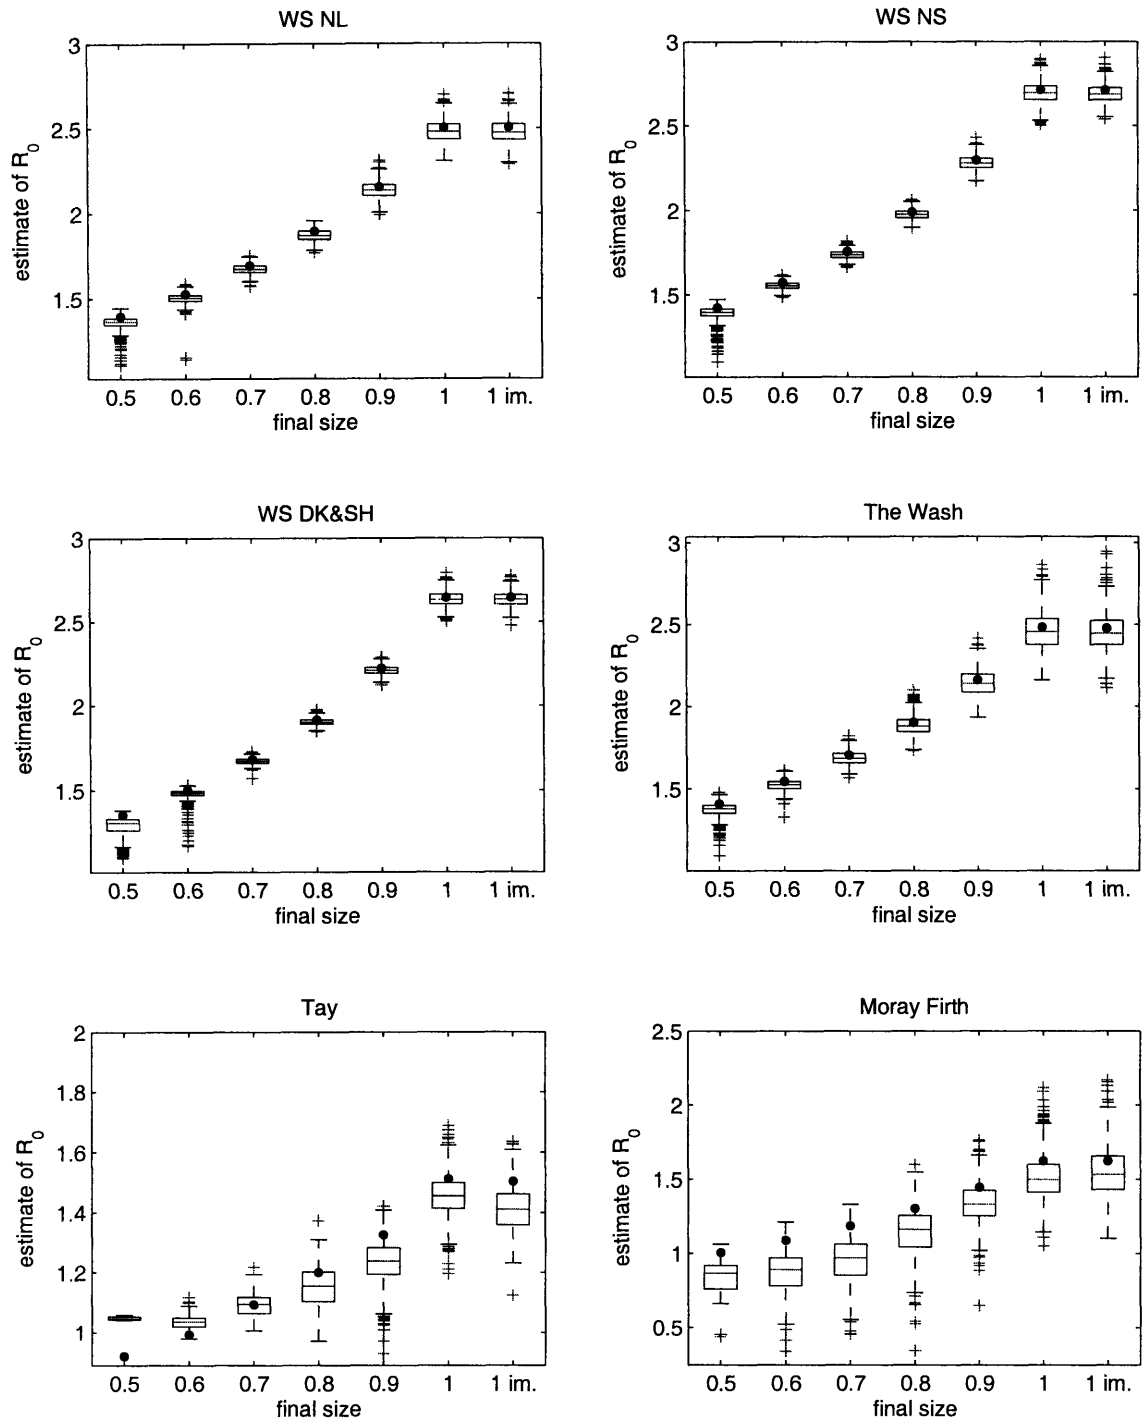 WS NL
3
2.5
2
1.5
estimate of R0
0.5 0.6 0.7 0.8 0.9 1 1 im.
final size
WS NS
3
2.5
2
1.5
estimate of R0
0.5 0.6 0.7 0.8 0.9 1 1 im.
final size
WS DK&SH
3
2.5
2
1.5
estimate of R0
0.5 0.6 0.7 0.8 0.9 1 1 im.
final size
The Wash
3
2.5
2
1.5
estimate of R0
0.5 0.6 0.7 0.8 0.9 1 1 im.
final size
Tay
2
1.8
1.6
1.4
1.2
1
estimate of R0
0.5 0.6 0.7 0.8 0.9 1 1 im.
final size
Moray Firth
2.5
2
1.5
1
0.5
estimate of R0
0.5 0.6 0.7 0.8 0.9 1 1 im.
final size